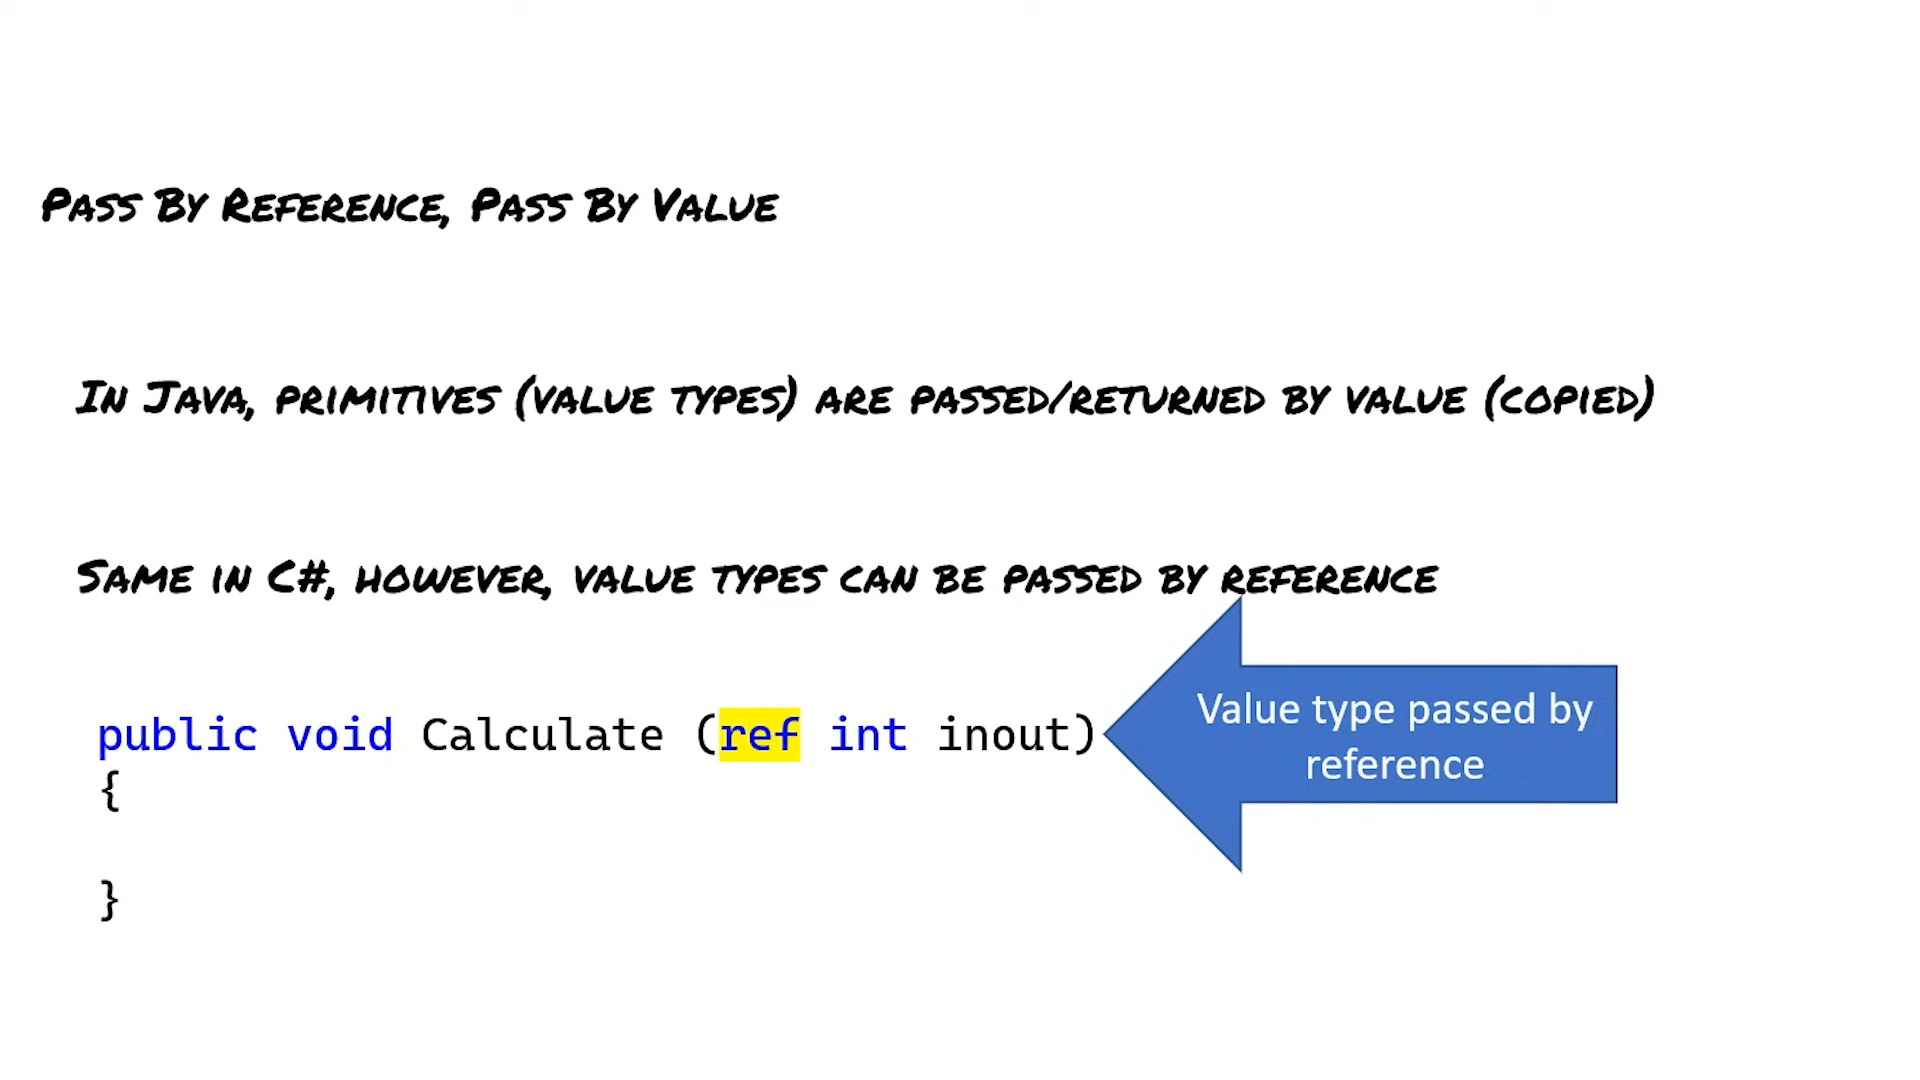 Pass By Reference, Pass By Value
In Java, primitives (value types) are passed/returned by value (copied)
Same in C#, however, value types can be passed by reference
public void Calculate (ref int inout)
{
}
Value type passed by
reference